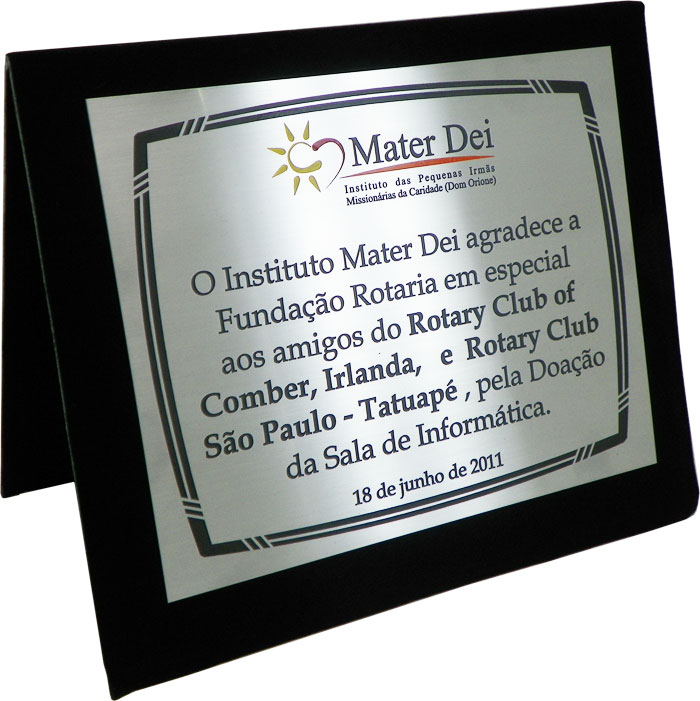 Mater Dei
Instituto das Pequenas Irmãs
Missionárias da Caridade (Dom Orione)
O Instituto Mater Dei agradece a
Fundação Rotaria em especial
aos amigos do Rotary Club of
Comber, Irlanda, e Rotary Club
São Paulo - Tatuapé , pela Doação
da Sala de Informática.
18 de junho de 2011